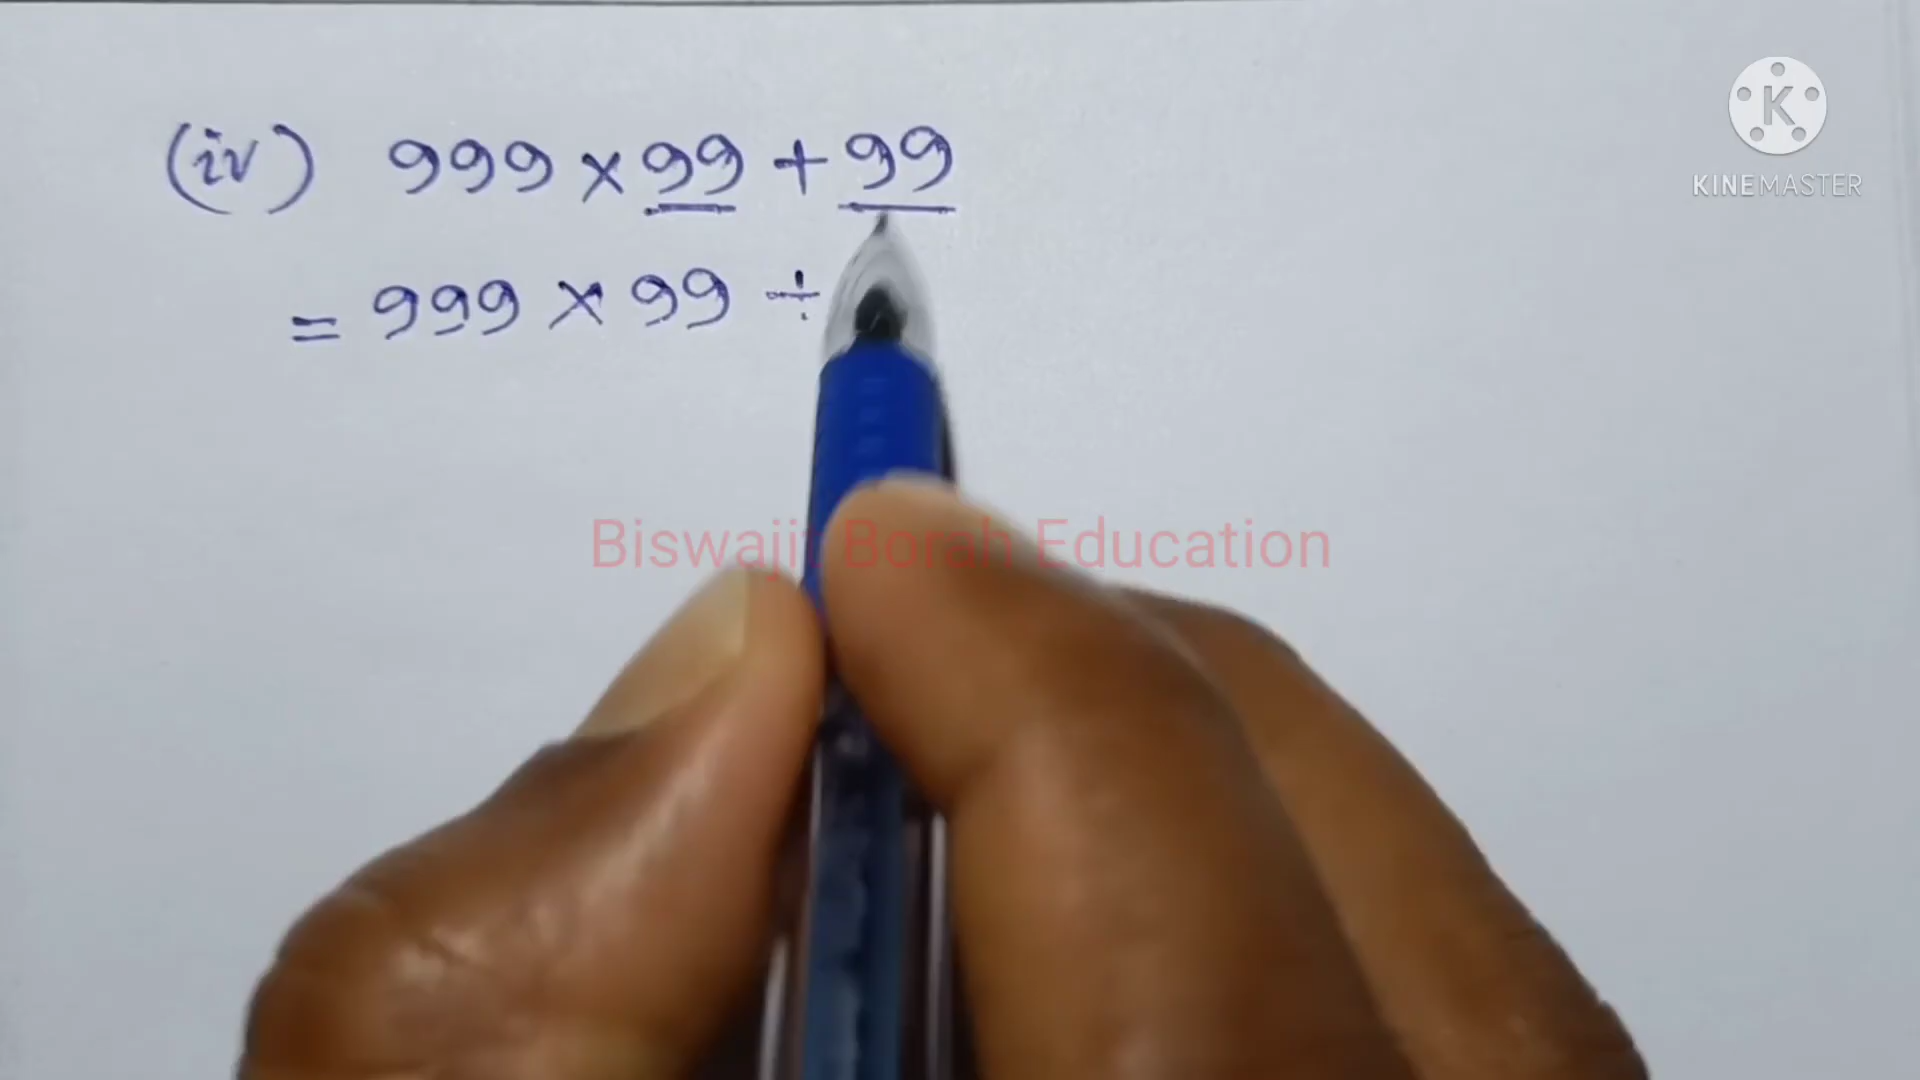 (iv) 999 × 99 + 99
= 999 × 99 ÷
KINEMASTER
Biswajit Borah Education